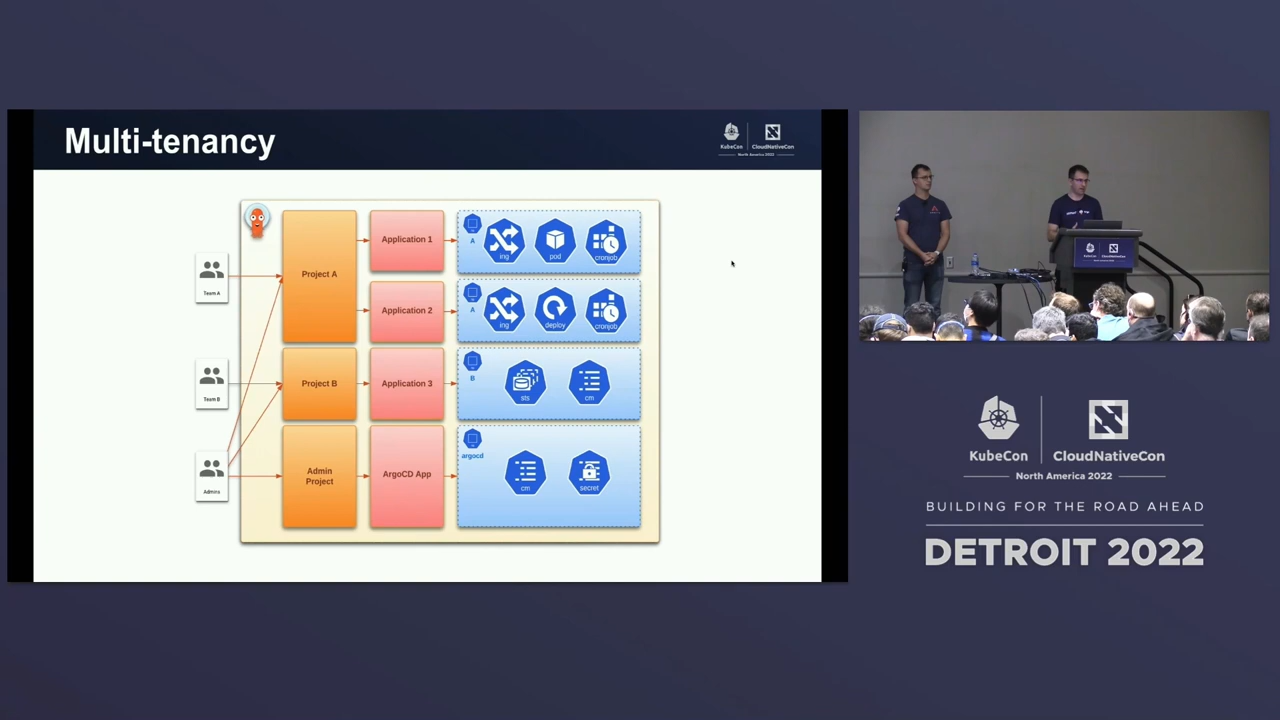 Multi-tenancy
KubeCon
CloudNativeCon
North America 2022
Team A
Team B
Admins
Project A
Project B
Admin
Project
Application 1
Application 2
Application 3
ArgoCD App
A
ing
pod
cronjob
A
ing
deploy
cronjob
B
sts
cm
argocd
cm
secret
KubeCon
CloudNativeCon
North America 2022
BUILDING FOR THE ROAD AHEAD
DETROIT 2022